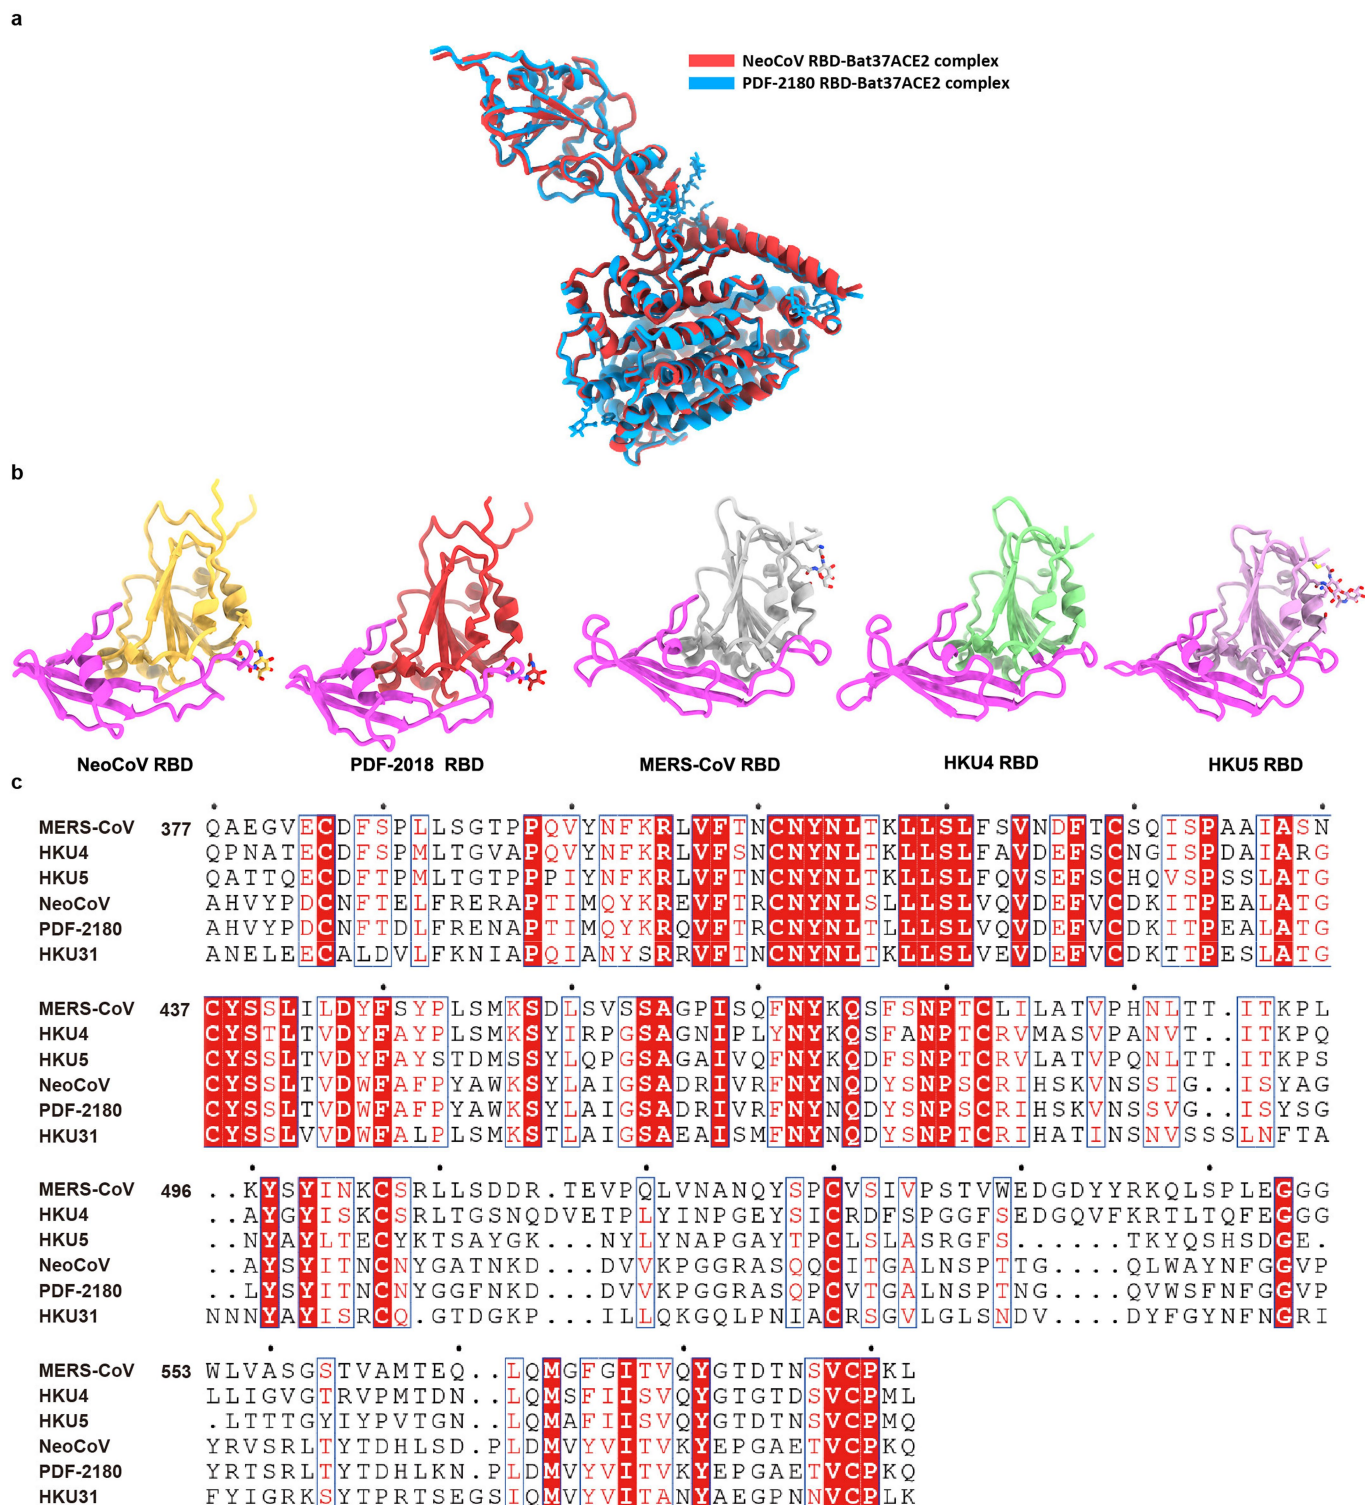 a
NeoCoV RBD-Bat37ACE2 complex
PDF-2180 RBD-Bat37ACE2 complex
b
NeoCoV RBD
PDF-2018 RBD
MERS-CoV RBD
HKU4 RBD
HKU5 RBD
c
MERS-CoV 377 QAEGVECDFSPLLSGTPPQVYNFKRLVFTNCNYNLTKLLSLFSVNDFTCSQISPAAIASN
HKU4 QPNATECDFSPMLTGVAPQVYNFKRLVFSNCNYNLTKLLSLFAVDEFSCNGISPDAIARG
HKU5 QATTQECDFTPMLTGTPPPIYNFKRLVFTNCNYNLTKLLSLFQVSEFSCHQVSPSSLATG
NeoCoV AHVYPDCNFTELFRERAPTIMQYKREVFTRCNYNLSLLLSLVQVDEFVCDKITPEALATG
PDF-2180 AHVYPDCNFTDLFRENAPTIMQYKRQVFTRCNYNLTLLLSLVQVDEFVCDKITPEALATG
HKU31 ANELEECALDVLFKNIAPQIANYSRRVFTNCNYNLTKLLSLVEVDEFVCDKTTPESLATG
MERS-CoV 437 CYSSLILDYFSYPLSMKSDLSVSSAGPISQFNYKQSFSNPTCLILATVPHNLTT..ITKPL
HKU4 CYSTLTVDYFAYPLSMKSYIRPGSAGNIPLYNYKQSFANPTCRVMASVPANVT..ITKPQ
HKU5 CYSSLTVDYFAYSTDMSSYLQPGSAGAIVQFNYKQDFSNPTCRVLATVPQNLTT..ITKPS
NeoCoV CYSSLTVDWFAFPYAWKSYLAIGSADRIVRFNYNQDYSNPSCRIHSKVNSSIG..ISYAG
PDF-2180 CYSSLTVDWFAFPYAWKSYLAIGSADRIVRFNYNQDYSNPSCRIHSKVNSSVG..ISYSG
HKU31 CYSSLVVDWFALPLSMKSTLAIGSAEAISMFNYNQDYSNPTCRIHATINSNVSSSLNFTA
MERS-CoV 496 ..KYSYINKCSRLLSDDR.TEVPQLVNANQYSPCVSIVPSTVWEDGDYYRKQLSPLEGGG
HKU4 ..AYGYISKCSRLTGSNQDVETPLYINPGEYSICRDFSPGGFSEDGQVFKRTLTQFEGGG
HKU5 ..NYAYLTECYKTSAYGK...NYLYNAPGAYTPCLSLASRGFS......TKYQSHSDGE.
NeoCoV ..AYSYITNCNYGATNKD...DVVKPGGRASQQCITGALNSPTTG....QLWAYNFGGVP
PDF-2180 ..LYSYITNCNYGGFNKD...DVVKPGGRASQPCVTGALNSPTNG....QVWSFNFGGVP
HKU31 NNNYAYISRCQ.GTDGKP...ILLQKGQLPNIACRSGVLGLSNDV....DYFGYNFNGRI
MERS-CoV 553 WLVASGSTVAMTEQ..LQMGFGITVQYGTDTNSVCPKL
HKU4 LLIGVGTRVPMTDN..LQMSFIISVQYGTGTDSVCPML
HKU5 .LTTTGYIYPVTGN..LQMAFIISVQYGTDTNSVCPMQ
NeoCoV YRVSRLTYTDHLSD.PLDMVYVITVKYEPGAETVCPKQ
PDF-2180 YRTSRLTYTDHLKN.PLDMVYVITVKYEPGAETVCPKQ
HKU31 FYIGRKSYTPRTSEGSIQMVYVITANYAEGPNNVCPLK